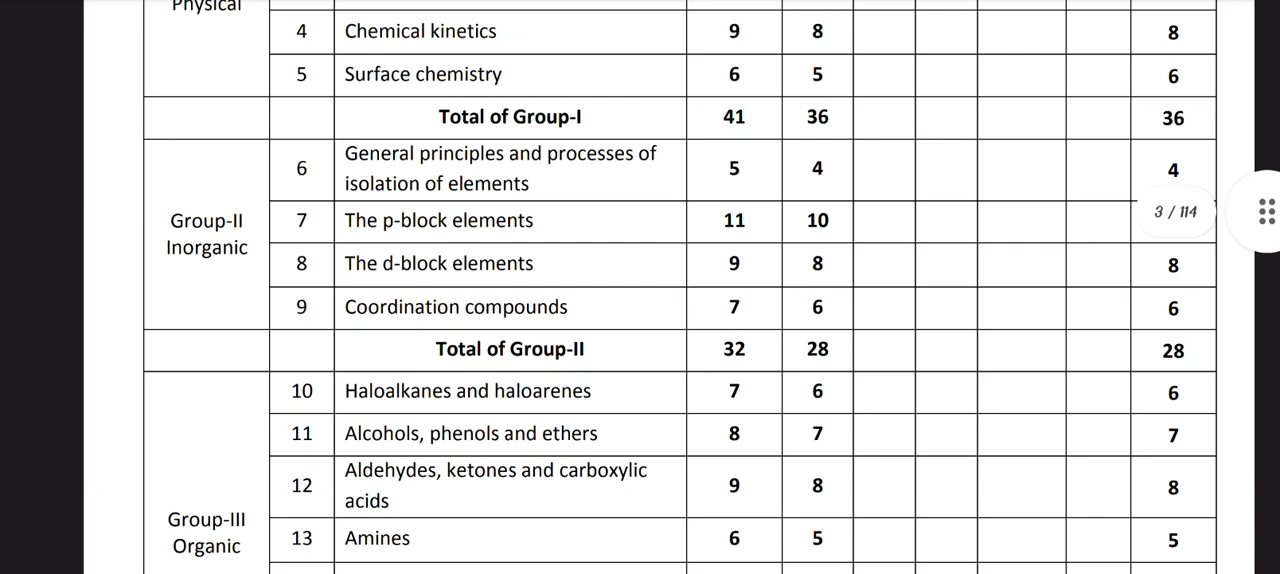 Physical
4 Chemical kinetics 9 8 8
5 Surface chemistry 6 5 6
Total of Group-I 41 36 36
6 General principles and processes of
isolation of elements 5 4 4
Group-II
Inorganic
7 The p-block elements 11 10
3 / 114
8 The d-block elements 9 8 8
9 Coordination compounds 7 6 6
Total of Group-II 32 28 28
10 Haloalkanes and haloarenes 7 6 6
11 Alcohols, phenols and ethers 8 7 7
12 Aldehydes, ketones and carboxylic
acids 9 8 8
Group-III
Organic
13 Amines 6 5 5